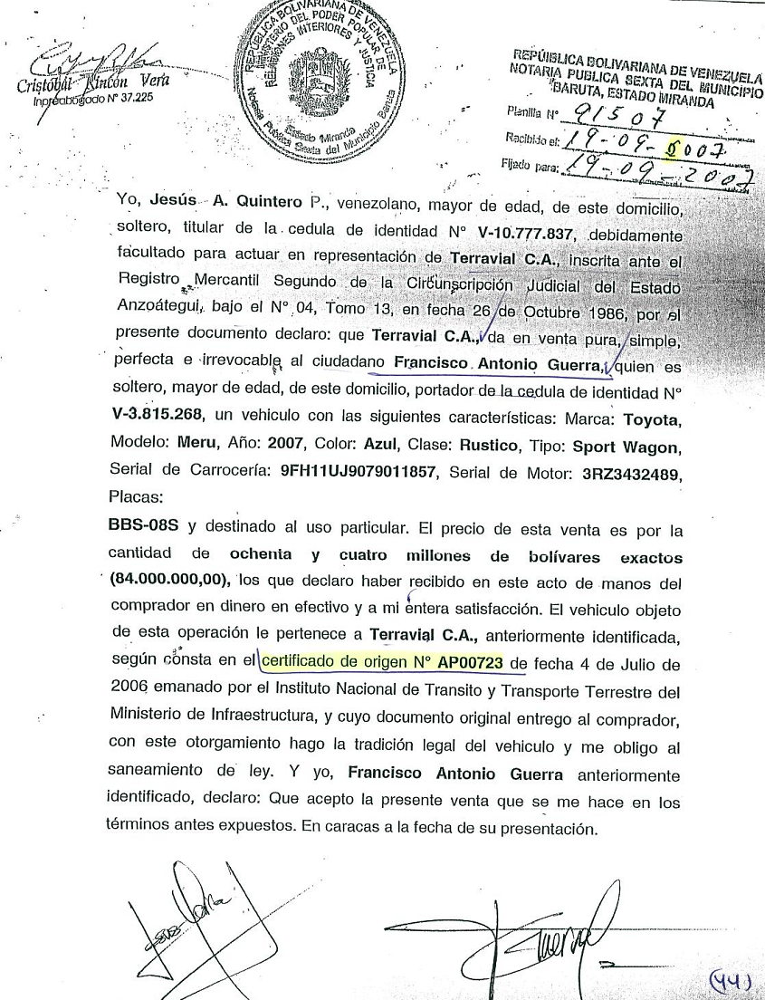 Cristóbal Rincón Vera
Inpreabogado N° 37.225
REPÚBLICA BOLIVARIANA DE VENEZUELA
MINISTERIO DEL PODER POPULAR DE
RELACIONES INTERIORES Y JUSTICIA
Estado Miranda
Notaría Publica Sexta del Municipio Baruta
REPÚBLICA BOLIVARIANA DE VENEZUELA
NOTARIA PUBLICA SEXTA DEL MUNICIPIO
BARUTA, ESTADO MIRANDA
Planilla N° 91507
Recibido el: 19-09-2007
Fijado para: 19-09-2007
Yo, Jesús A. Quintero P., venezolano, mayor de edad, de este domicilio,
soltero, titular de la cedula de identidad N° V-10.777.837, debidamente
facultado para actuar en representación de Terravial C.A., inscrita ante el
Registro Mercantil Segundo de la Circunscripción Judicial del Estado
Anzoátegui, bajo el N° 04, Tomo 13, en fecha 26 de Octubre 1986, por el
presente documento declaro: que Terravial C.A., da en venta pura, simple,
perfecta e irrevocable al ciudadano Francisco Antonio Guerra, quien es
soltero, mayor de edad, de este domicilio, portador de la cedula de identidad N°
V-3.815.268, un vehiculo con las siguientes características: Marca: Toyota,
Modelo: Meru, Año: 2007, Color: Azul, Clase: Rustico, Tipo: Sport Wagon,
Serial de Carrocería: 9FH11UJ9079011857, Serial de Motor: 3RZ3432489,
Placas:
BBS-08S y destinado al uso particular. El precio de esta venta es por la
cantidad de ochenta y cuatro millones de bolívares exactos
(84.000.000,00), los que declaro haber recibido en este acto de manos del
comprador en dinero en efectivo y a mi entera satisfacción. El vehiculo objeto
de esta operación le pertenece a Terravial C.A., anteriormente identificada,
según consta en el certificado de origen N° AP00723 de fecha 4 de Julio de
2006 emanado por el Instituto Nacional de Transito y Transporte Terrestre del
Ministerio de Infraestructura, y cuyo documento original entrego al comprador,
con este otorgamiento hago la tradición legal del vehiculo y me obligo al
saneamiento de ley. Y yo, Francisco Antonio Guerra anteriormente
identificado, declaro: Que acepto la presente venta que se me hace en los
términos antes expuestos. En caracas a la fecha de su presentación.
(44)